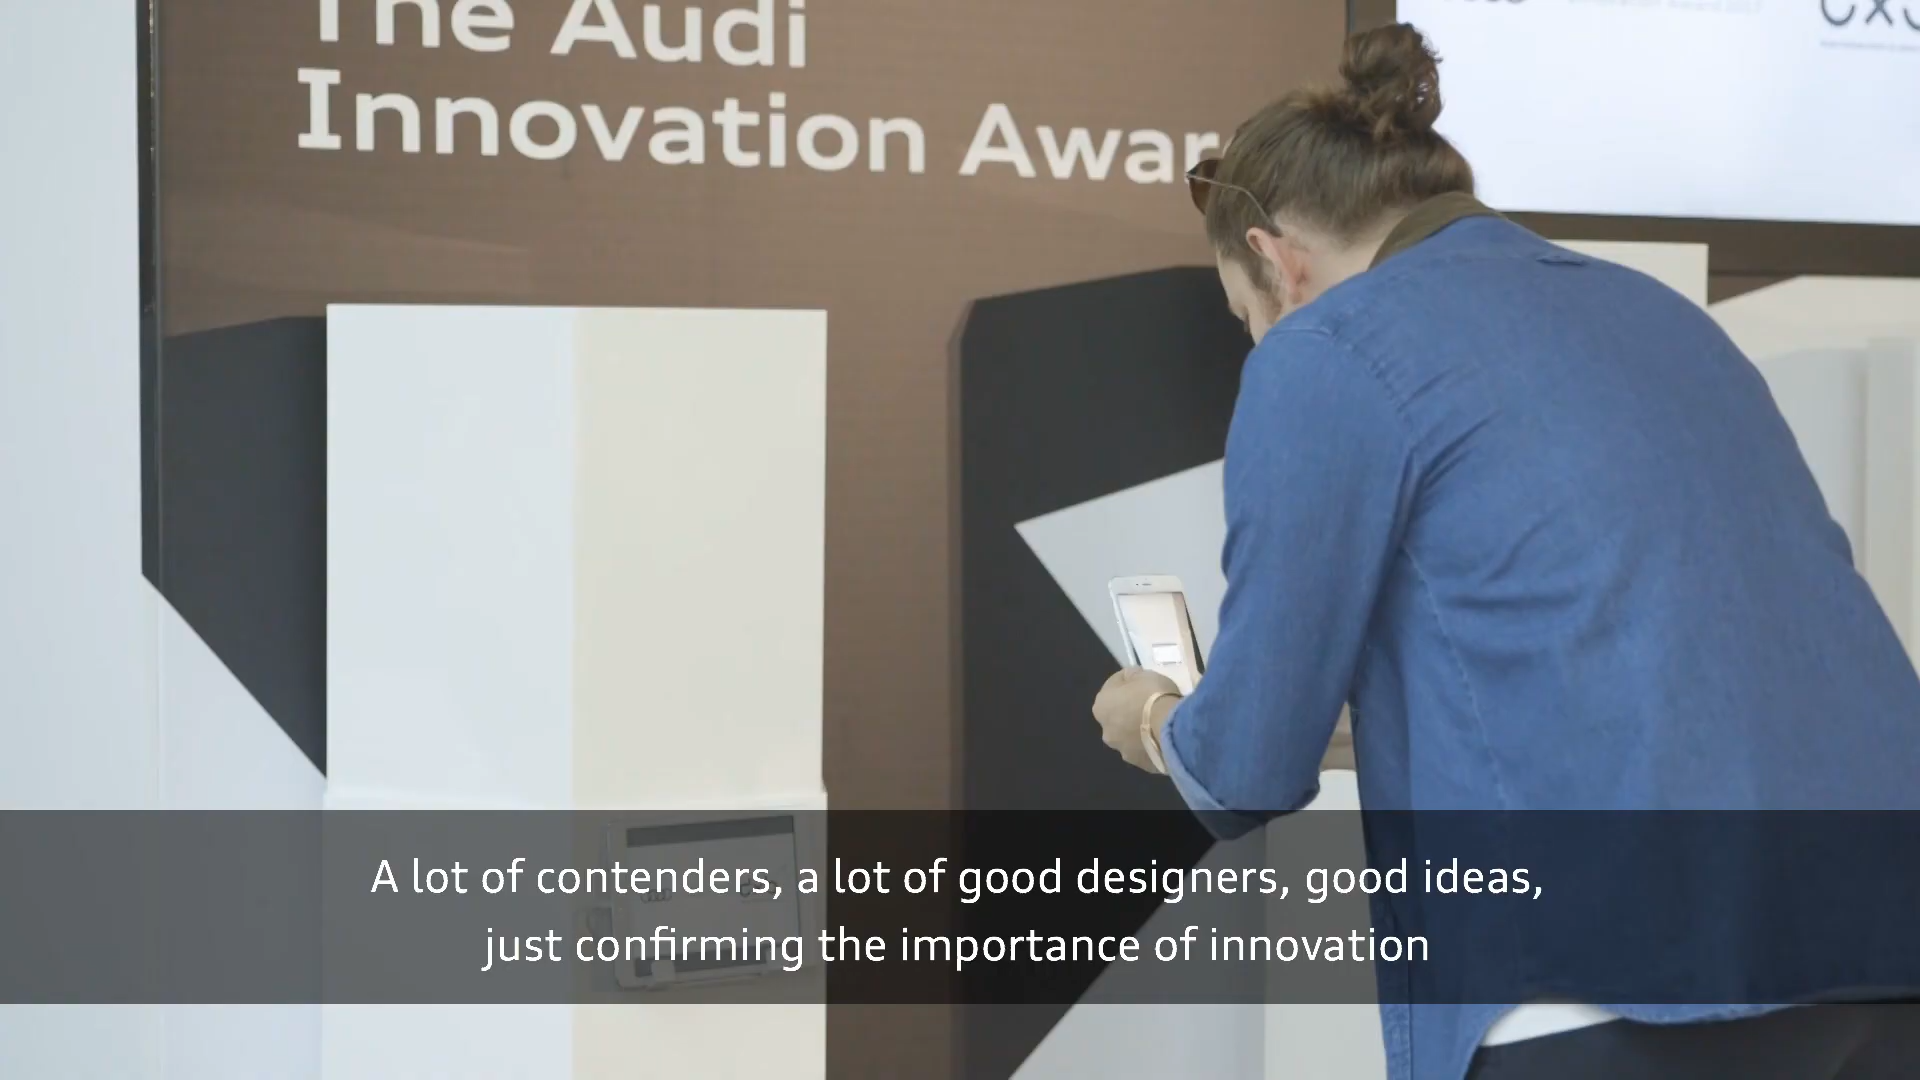 The Audi
Innovation Awar
A lot of contenders, a lot of good designers, good ideas,
just confirming the importance of innovation